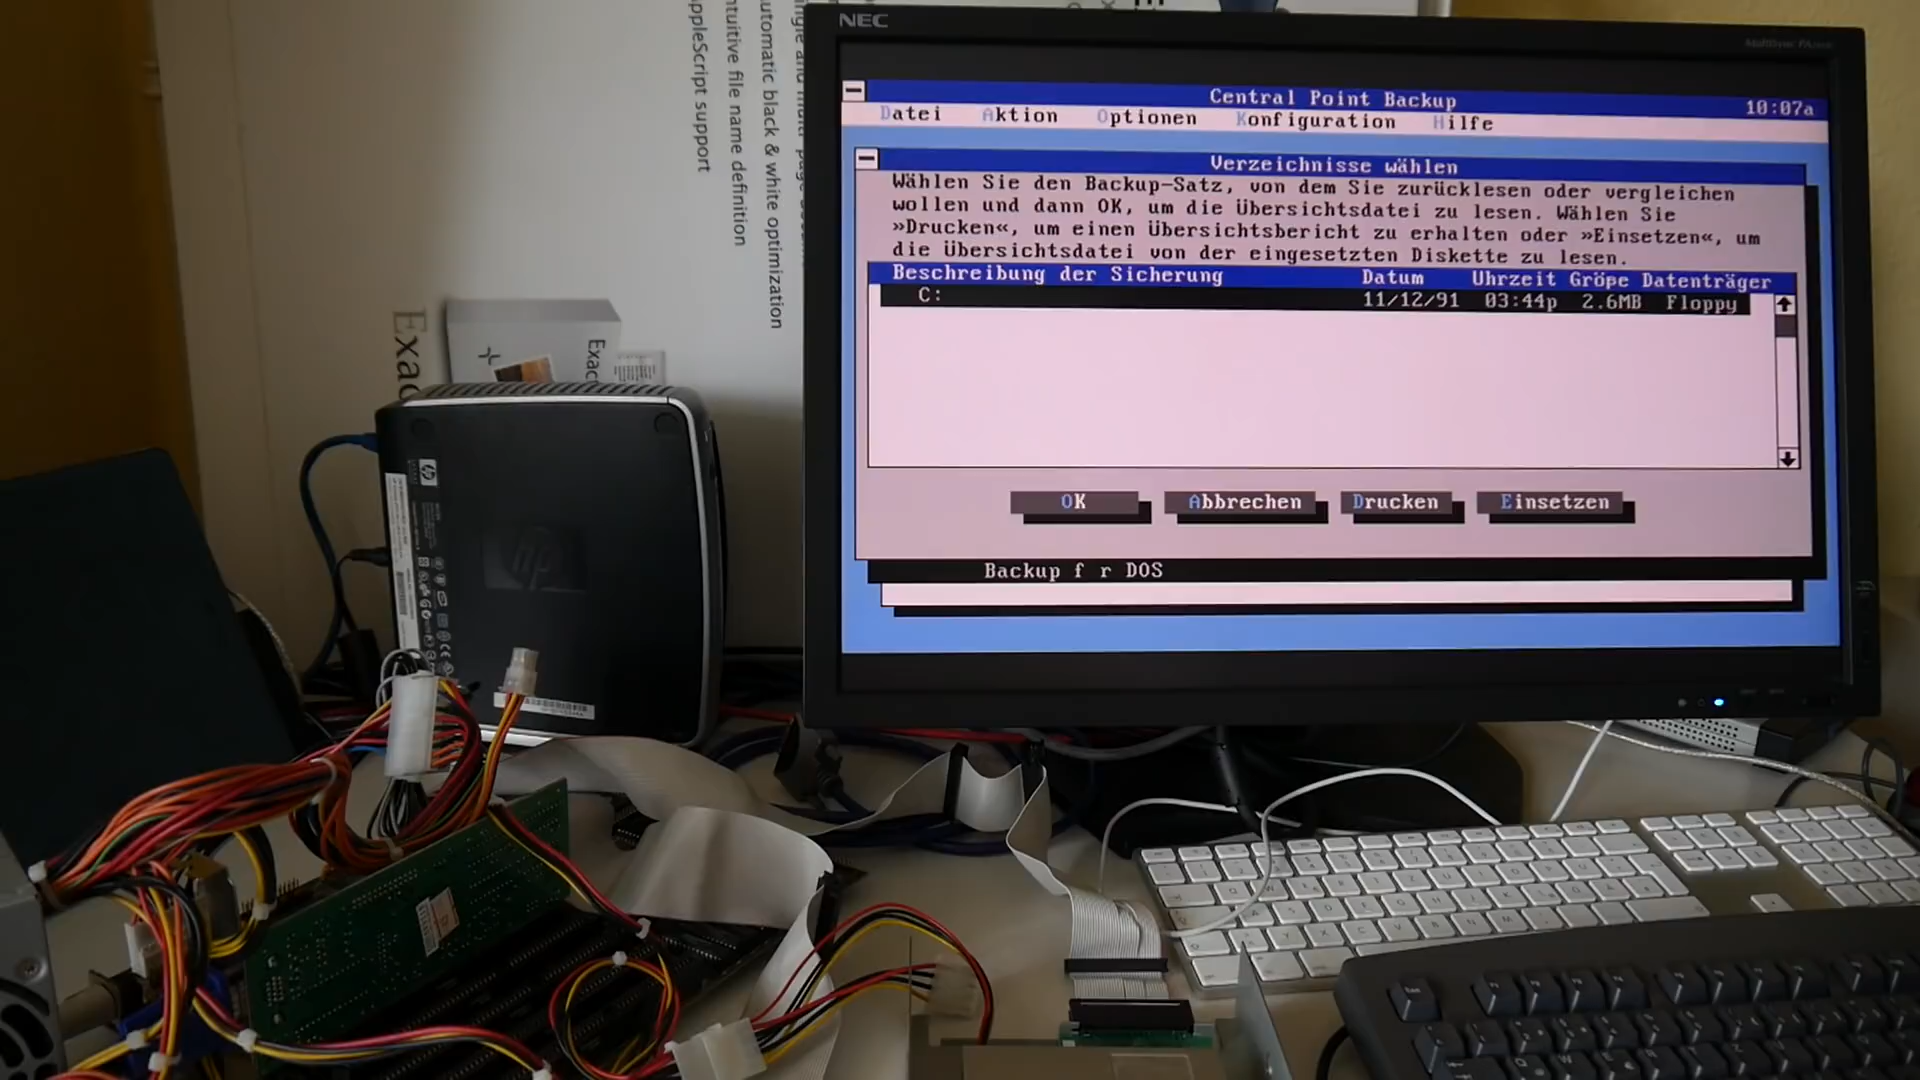 NEC
Central Point Backup 10:07a
Datei Aktion Optionen Konfiguration Hilfe
Verzeichnisse wählen
Wählen Sie den Backup-Satz, von dem Sie zurücklesen oder vergleichen
wollen und dann OK, um die Übersichtsdatei zu lesen. Wählen Sie
»Drucken«, um einen Übersichtsbericht zu erhalten oder »Einsetzen«, um
die Übersichtsdatei von der eingesetzten Diskette zu lesen.
Beschreibung der Sicherung Datum Uhrzeit Gröpe Datenträger
C: 11/12/91 03:44p 2.6MB Floppy
OK Abbrechen Drucken Einsetzen
Backup f r DOS
automatic black & white optimization
ntuitive file name definition
AppleScript support
Exac
Exac
hp
hp